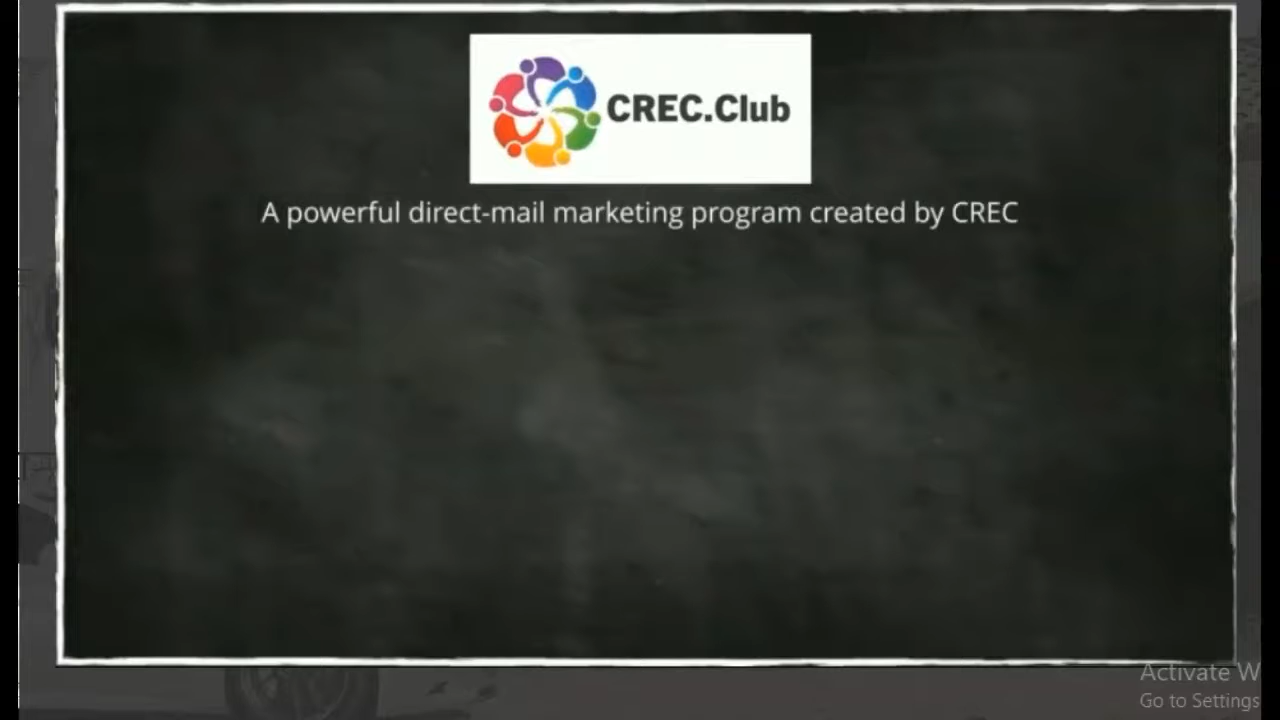 CREC.Club
A powerful direct-mail marketing program created by CREC
Activate W
Go to Settings